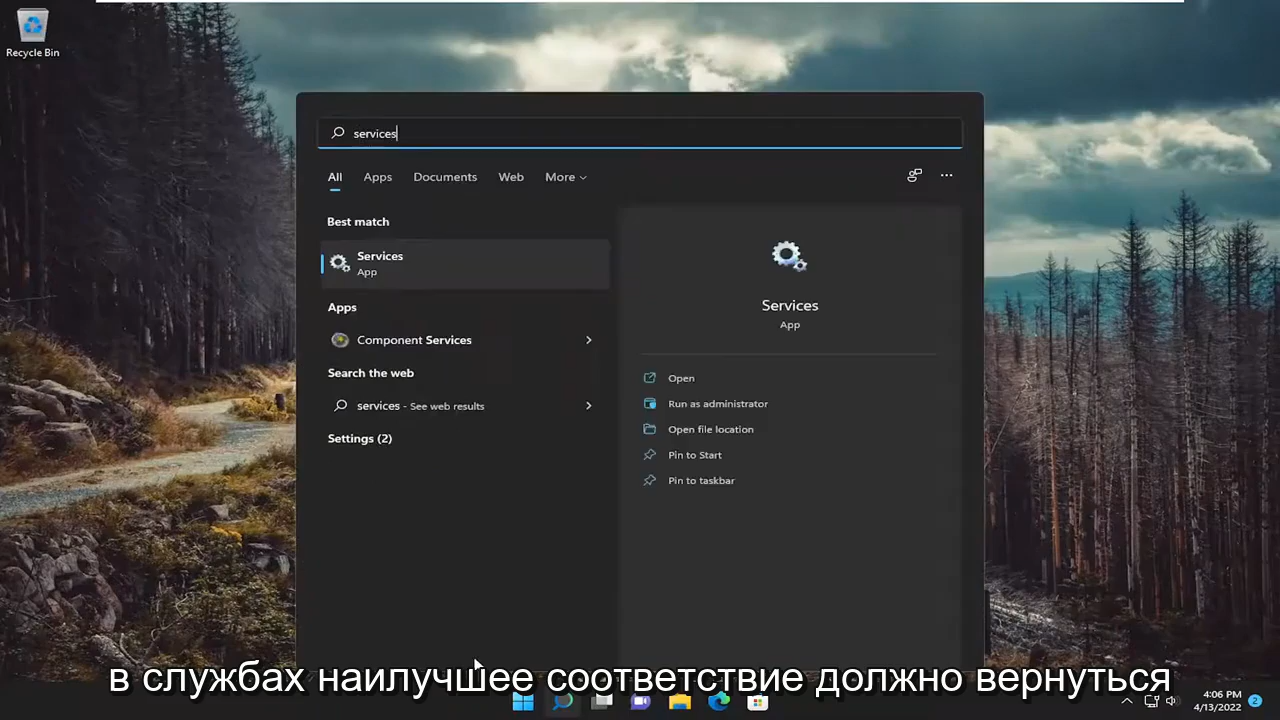 Recycle Bin
services
All Apps Documents Web More
Best match
Services
App
Apps
Component Services
Search the web
services - See web results
Settings (2)
Services
App
Open
Run as administrator
Open file location
Pin to Start
Pin to taskbar
в службах наилучшее соответствие должно вернуться
4:06 PM
4/13/2022
2